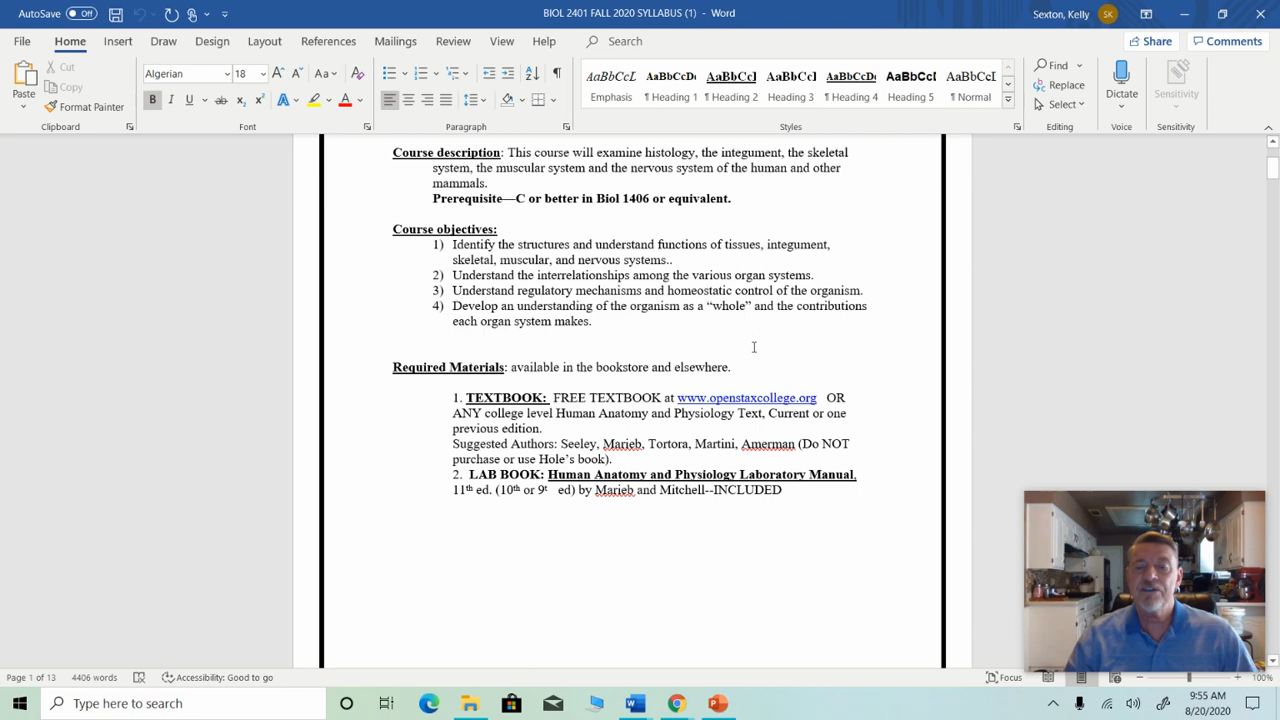 AutoSave Off
BIOL 2401 FALL 2020 SYLLABUS (1) - Word
Sexton, Kelly SK
File Home Insert Draw Design Layout References Mailings Review View Help Search
Share Comments
Paste
Cut
Copy
Format Painter
Clipboard
Algerian 18
Font
Paragraph
AaBbCcL AaBbCcDc AaBbCcI AaBbCcI AaBbCcDc AaBbCcL AaBbCcL
Emphasis ¶ Heading 1 ¶ Heading 2 Heading 3 ¶ Heading 4 Heading 5 ¶ Normal
Styles
Find
Replace
Select
Editing
Dictate
Voice
Sensitivity
Sensitivity
Course description: This course will examine histology, the integument, the skeletal
system, the muscular system and the nervous system of the human and other
mammals.
Prerequisite—C or better in Biol 1406 or equivalent.
Course objectives:
1) Identify the structures and understand functions of tissues, integument,
skeletal, muscular, and nervous systems..
2) Understand the interrelationships among the various organ systems.
3) Understand regulatory mechanisms and homeostatic control of the organism.
4) Develop an understanding of the organism as a “whole” and the contributions
each organ system makes.
Required Materials: available in the bookstore and elsewhere.
1. TEXTBOOK: FREE TEXTBOOK at www.openstaxcollege.org OR
ANY college level Human Anatomy and Physiology Text, Current or one
previous edition.
Suggested Authors: Seeley, Marieb, Tortora, Martini, Amerman (Do NOT
purchase or use Hole’s book).
2. LAB BOOK: Human Anatomy and Physiology Laboratory Manual,
11th ed. (10th or 9t ed) by Marieb and Mitchell--INCLUDED
Page 1 of 13 4406 words Accessibility: Good to go
Focus 100%
Type here to search
9:55 AM
8/20/2020